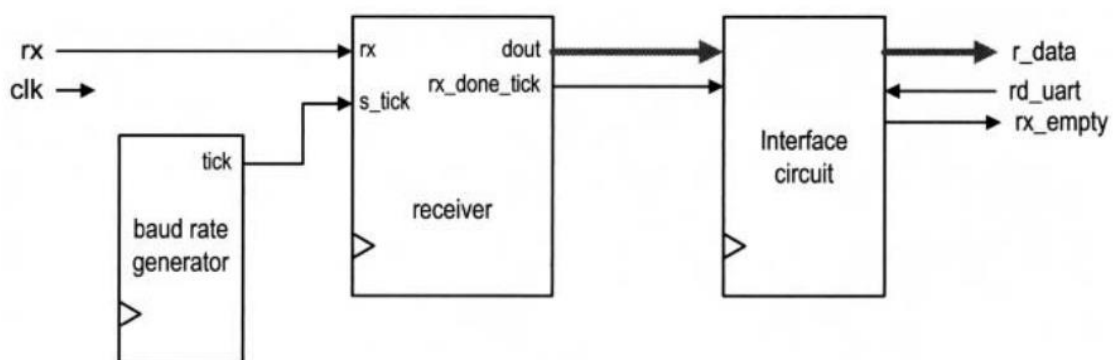 rx
clk
rx
s_tick
dout
rx_done_tick
receiver
tick
baud rate
generator
Interface
circuit
r_data
rd_uart
rx_empty